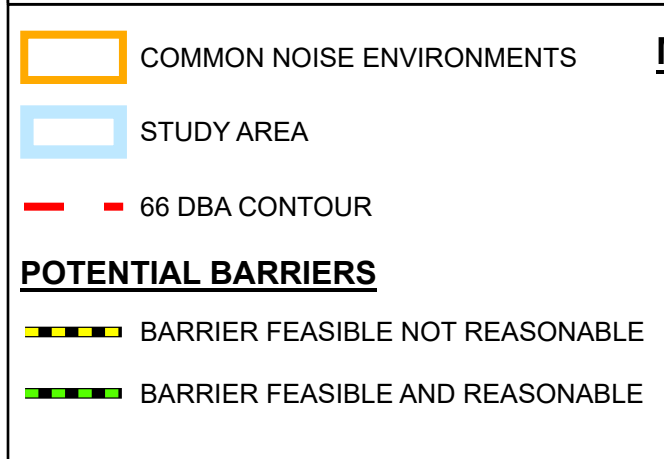 COMMON NOISE ENVIRONMENTS
STUDY AREA
66 DBA CONTOUR
POTENTIAL BARRIERS
BARRIER FEASIBLE NOT REASONABLE
BARRIER FEASIBLE AND REASONABLE